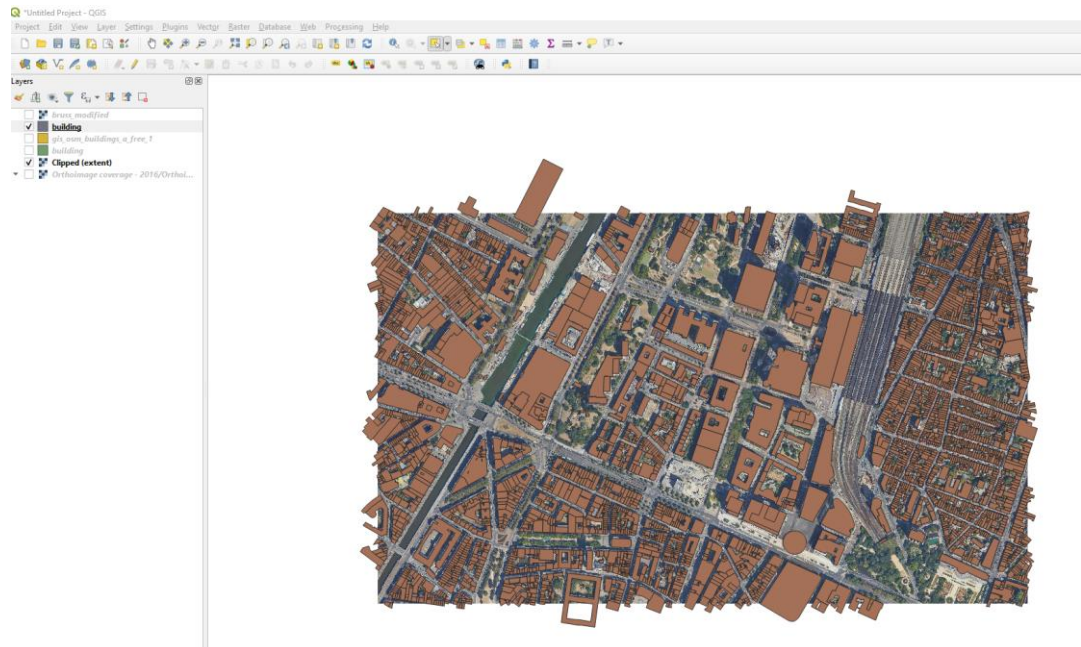 *Untitled Project - QGIS
Project Edit View Layer Settings Plugins Vector Raster Database Web Processing Help
Layers
bruss_modified
building
gis_osm_buildings_a_free_1
building
Clipped (extent)
Orthoimage coverage - 2016/Orthoi...